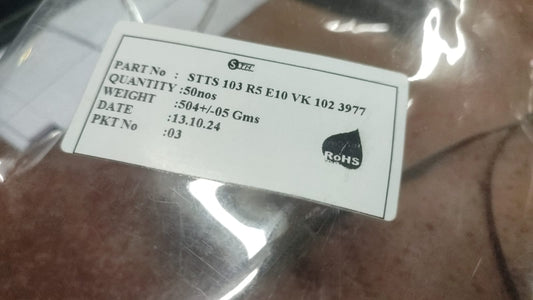 PART No : STTS 103 R5 E10 VK 102 3977
QUANTITY :50nos
WEIGHT :504+/-05 Gms
DATE :13.10.24
PKT No :03
RoHS